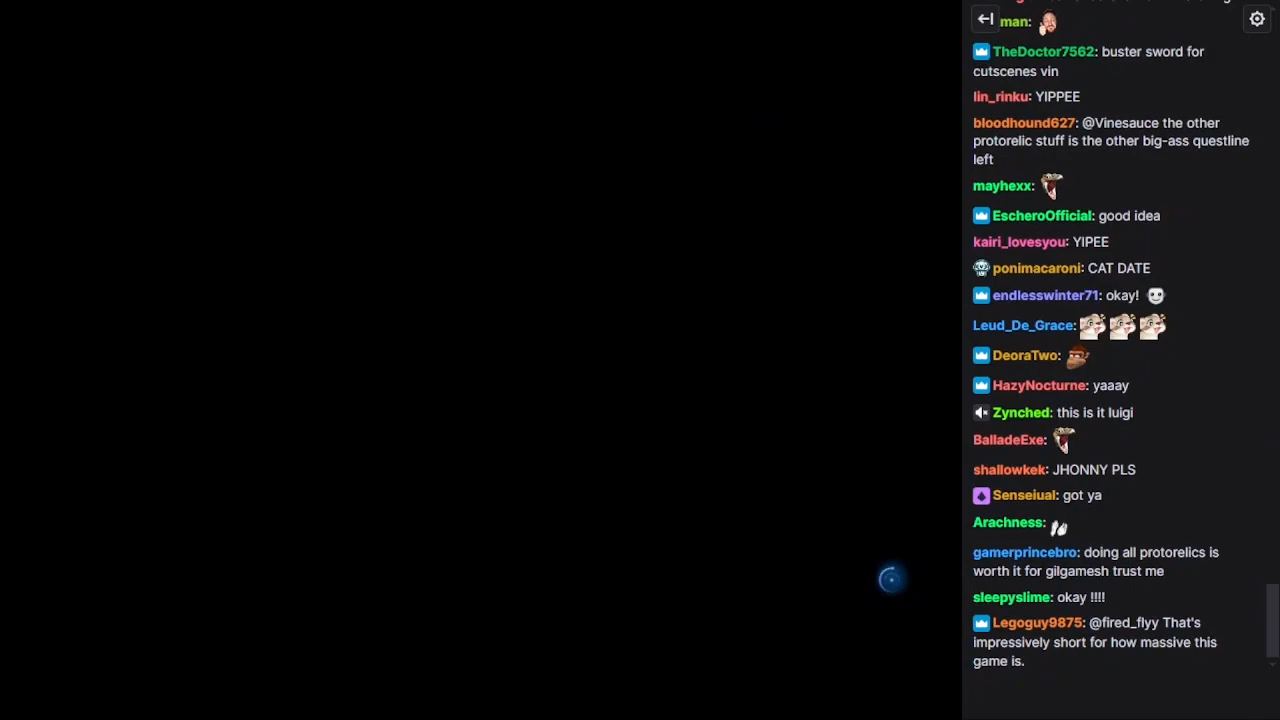 man:
TheDoctor7562: buster sword for
cutscenes vin
lin_rinku: YIPPEE
bloodhound627: @Vinesauce the other
protorelic stuff is the other big-ass questline
left
mayhexx:
EscheroOfficial: good idea
kairi_lovesyou: YIPEE
ponimacaroni: CAT DATE
endlesswinter71: okay!
Leud_De_Grace:
DeoraTwo:
HazyNocturne: yaaay
Zynched: this is it luigi
BalladeExe:
shallowkek: JHONNY PLS
Senseiual: got ya
Arachness:
gamerprincebro: doing all protorelics is
worth it for gilgamesh trust me
sleepyslime: okay !!!!
Legoguy9875: @fired_flyy That's
impressively short for how massive this
game is.